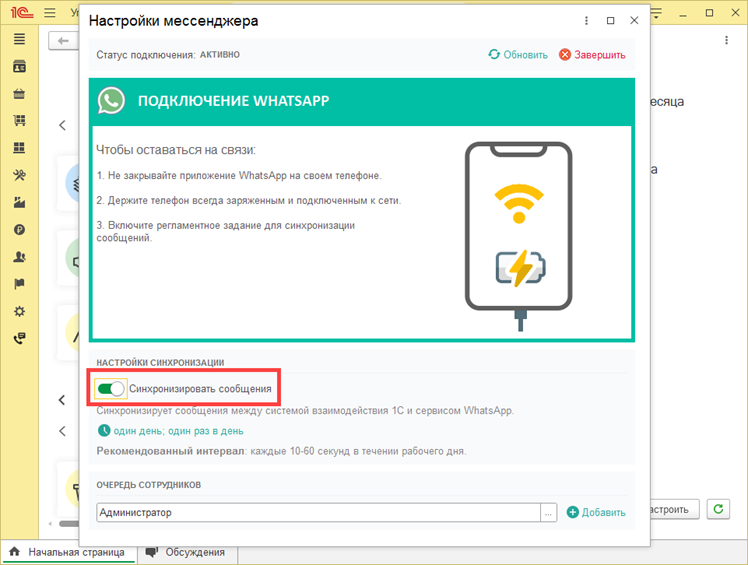 1С
Настройки мессенджера
Статус подключения: АКТИВНО
Обновить
Завершить
ПОДКЛЮЧЕНИЕ WHATSAPP
Чтобы оставаться на связи:
1. Не закрывайте приложение WhatsApp на своем телефоне.
2. Держите телефон всегда заряженным и подключенным к сети.
3. Включите регламентное задание для синхронизации
сообщений.
НАСТРОЙКИ СИНХРОНИЗАЦИИ
Синхронизировать сообщения
Синхронизирует сообщения между системой взаимодействия 1С и сервисом WhatsApp.
один день; один раз в день
Рекомендованный интервал: каждые 10-60 секунд в течении рабочего дня.
ОЧЕРЕДЬ СОТРУДНИКОВ
Администратор
...
Добавить
Начальная страница
Обсуждения